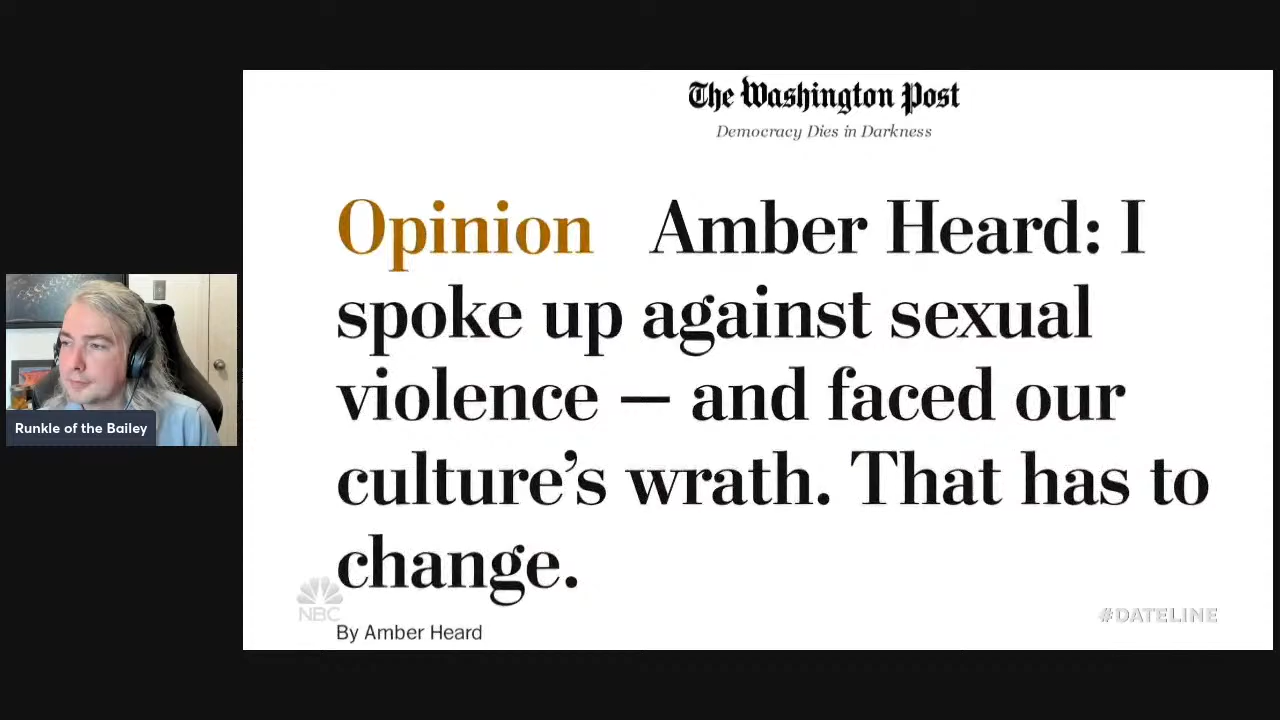 The Washington Post
Democracy Dies in Darkness
Opinion Amber Heard: I
spoke up against sexual
violence — and faced our
culture’s wrath. That has to
change.
By Amber Heard
NBC
#DATELINE
Runkle of the Bailey